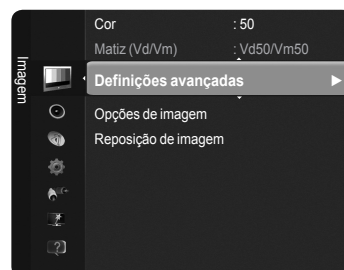 Imagem
Cor : 50
Matiz (Vd/Vm) : Vd50/Vm50
Definições avançadas
Opções de imagem
Reposição de imagem